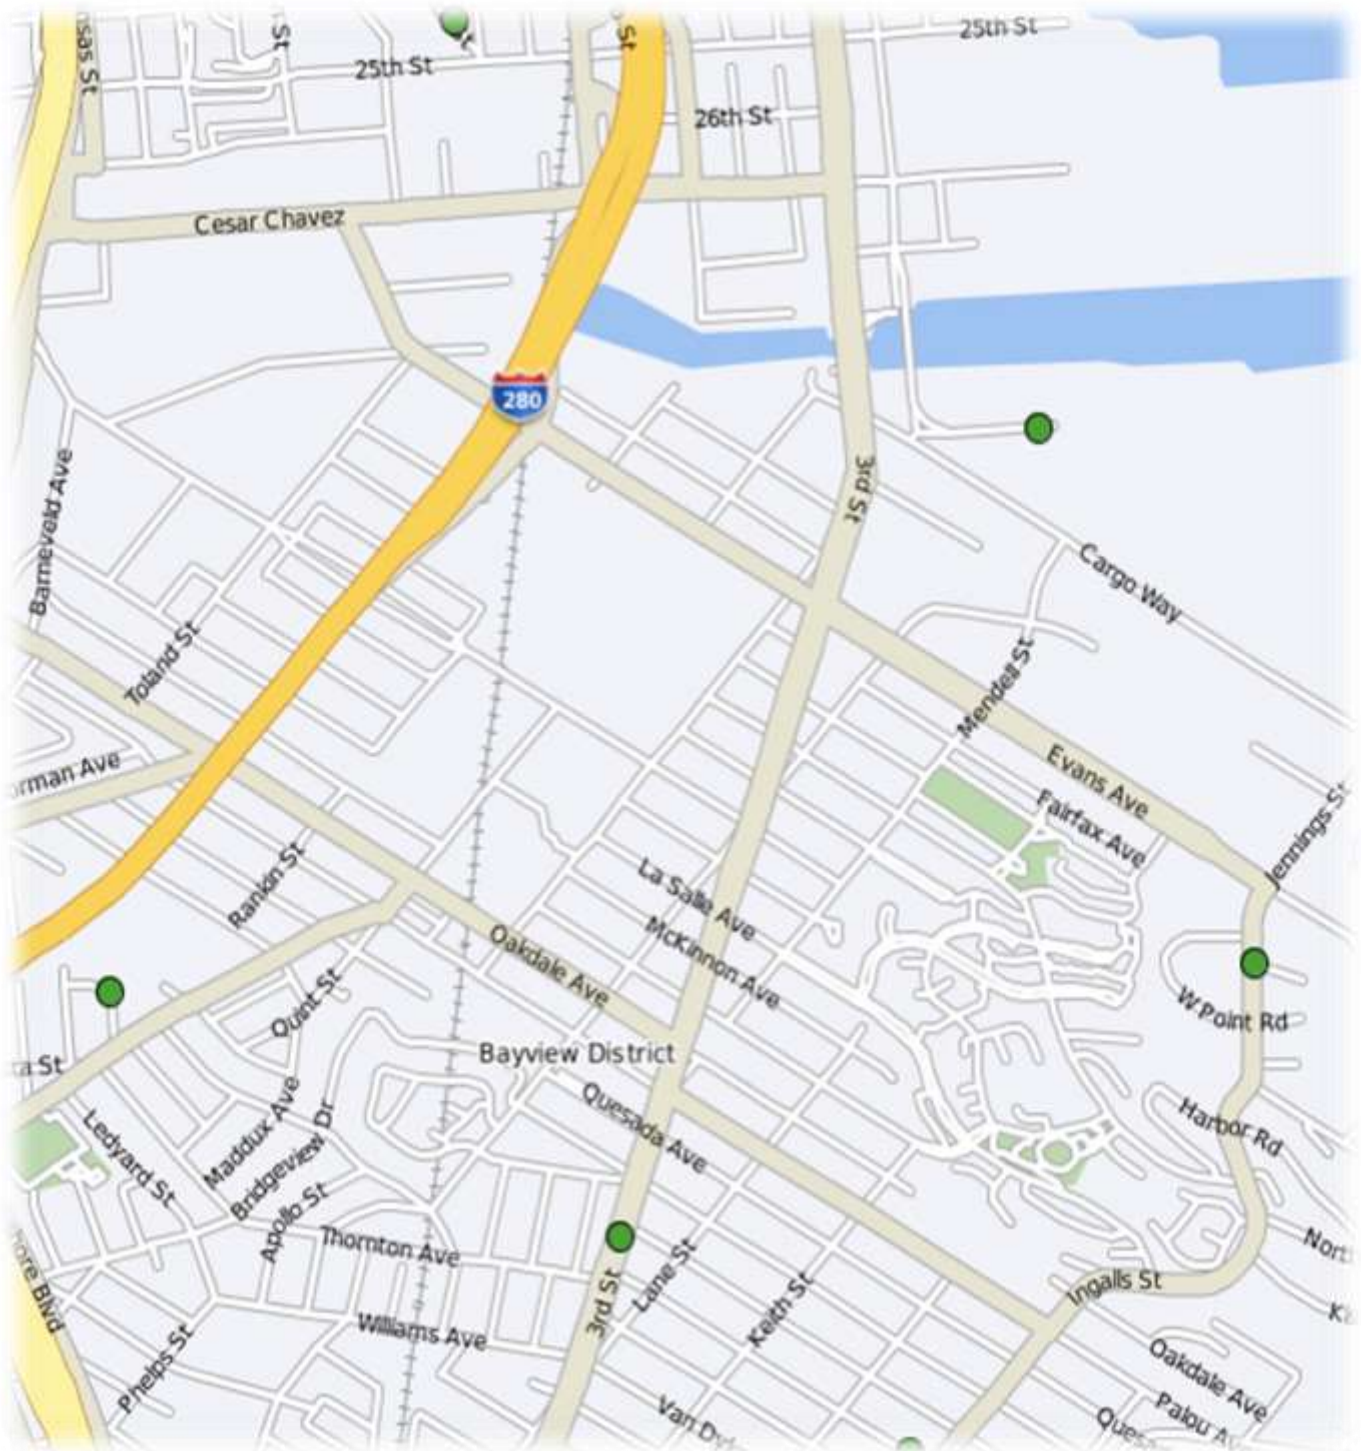 25th St
St
St
25th St
26th St
Cesar Chavez
280
3rd St
Barneveld Ave
Cargo Way
Toland St
Mendell St
Evans Ave
Fairfax Ave
Jennings St
Rankin St
La Salle Ave
McKinnon Ave
Oakdale Ave
Quint St
W Point Rd
Bayview District
Quesada Ave
Maddux Ave
Bridgeview Dr
Ledyard St
Harbor Rd
Apollo St
Thornton Ave
Lane St
Ingalls St
3rd St
Keith St
Williams Ave
Phelps St
Oakdale Ave
Palou
Van